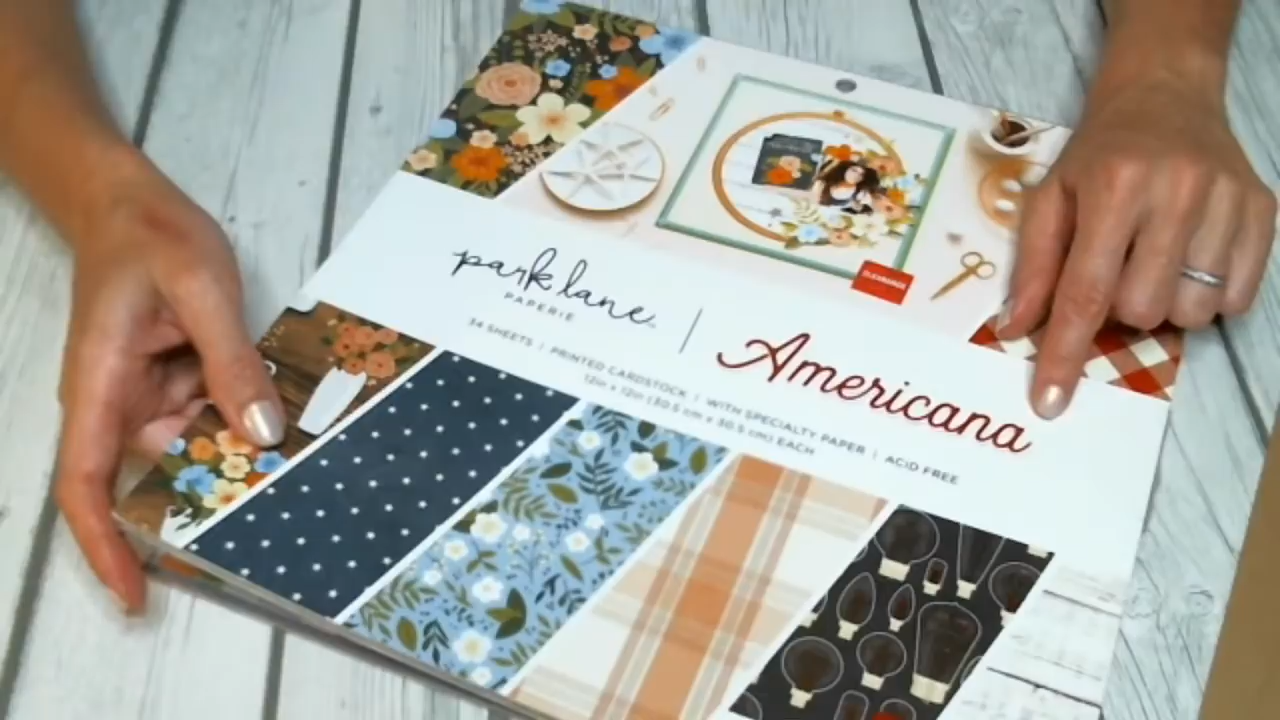 CLEARANCE
park lane
PAPERIE
Americana
34 SHEETS | PRINTED CARDSTOCK | WITH SPECIALTY PAPER | ACID FREE
12in x 12in (30.5 cm x 30.5 cm) EACH